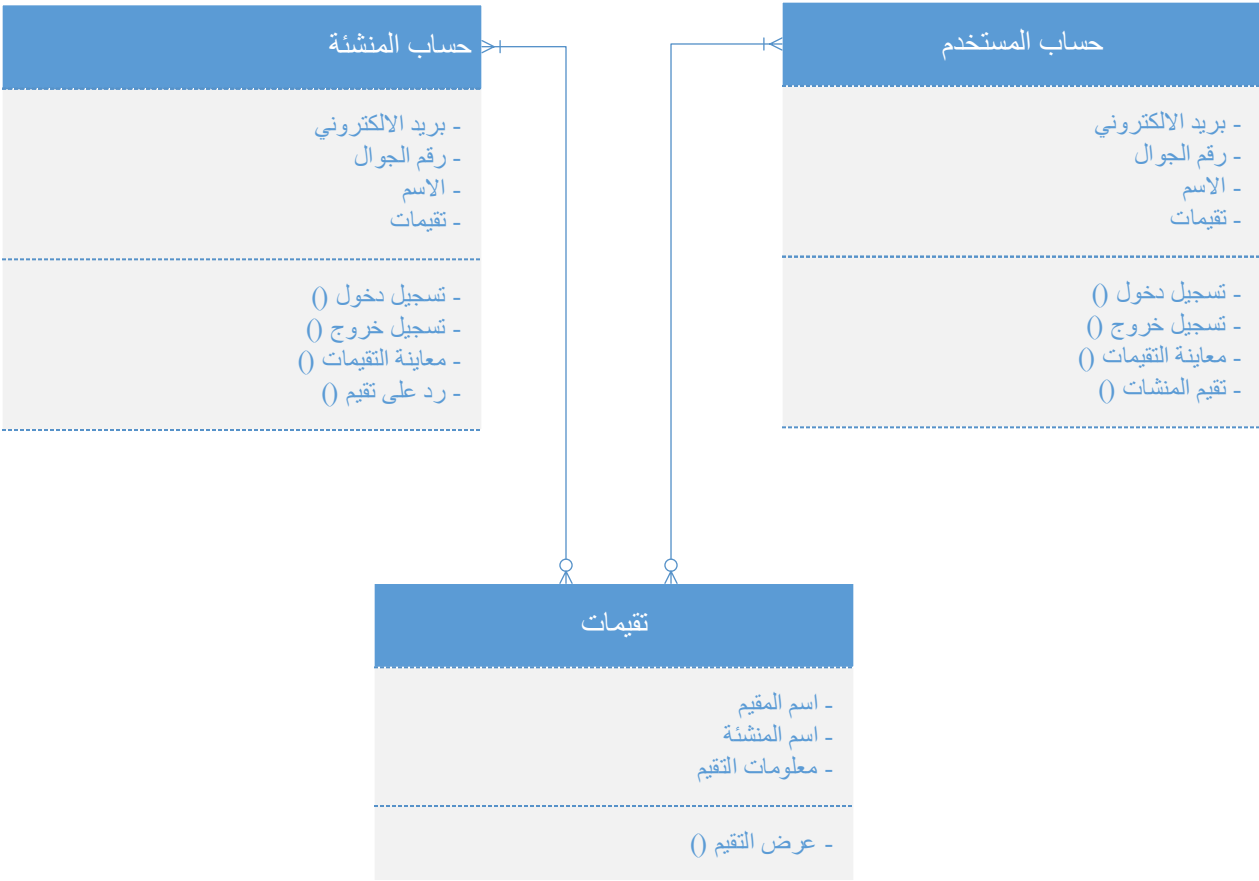 حساب المستخدم
- بريد الالكتروني
- رقم الجوال
- الاسم
- تقيمات
- تسجيل دخول ()
- تسجيل خروج ()
- معاينة التقيمات ()
- تقيم المنشات ()
حساب المنشئة
- بريد الالكتروني
- رقم الجوال
- الاسم
- تقيمات
- تسجيل دخول ()
- تسجيل خروج ()
- معاينة التقيمات ()
- رد على تقيم ()
تقيمات
- اسم المقيم
- اسم المنشئة
- معلومات التقيم
- عرض التقيم ()